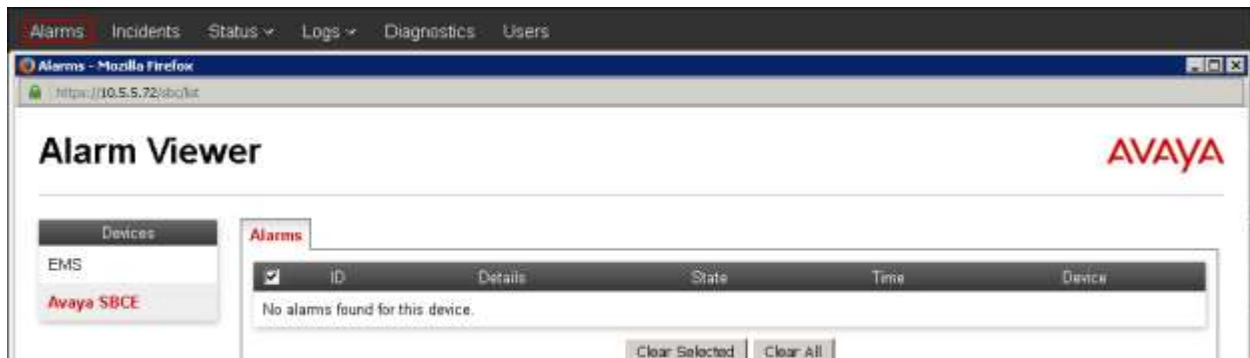 Alarms Incidents Status Logs Diagnostics Users
Alarms - Mozilla Firefox
https://10.5.5.72/sbc/list
Alarm Viewer
AVAYA
Devices
EMS
Avaya SBCE
Alarms
ID Details State Time Device
No alarms found for this device.
Clear Selected Clear All